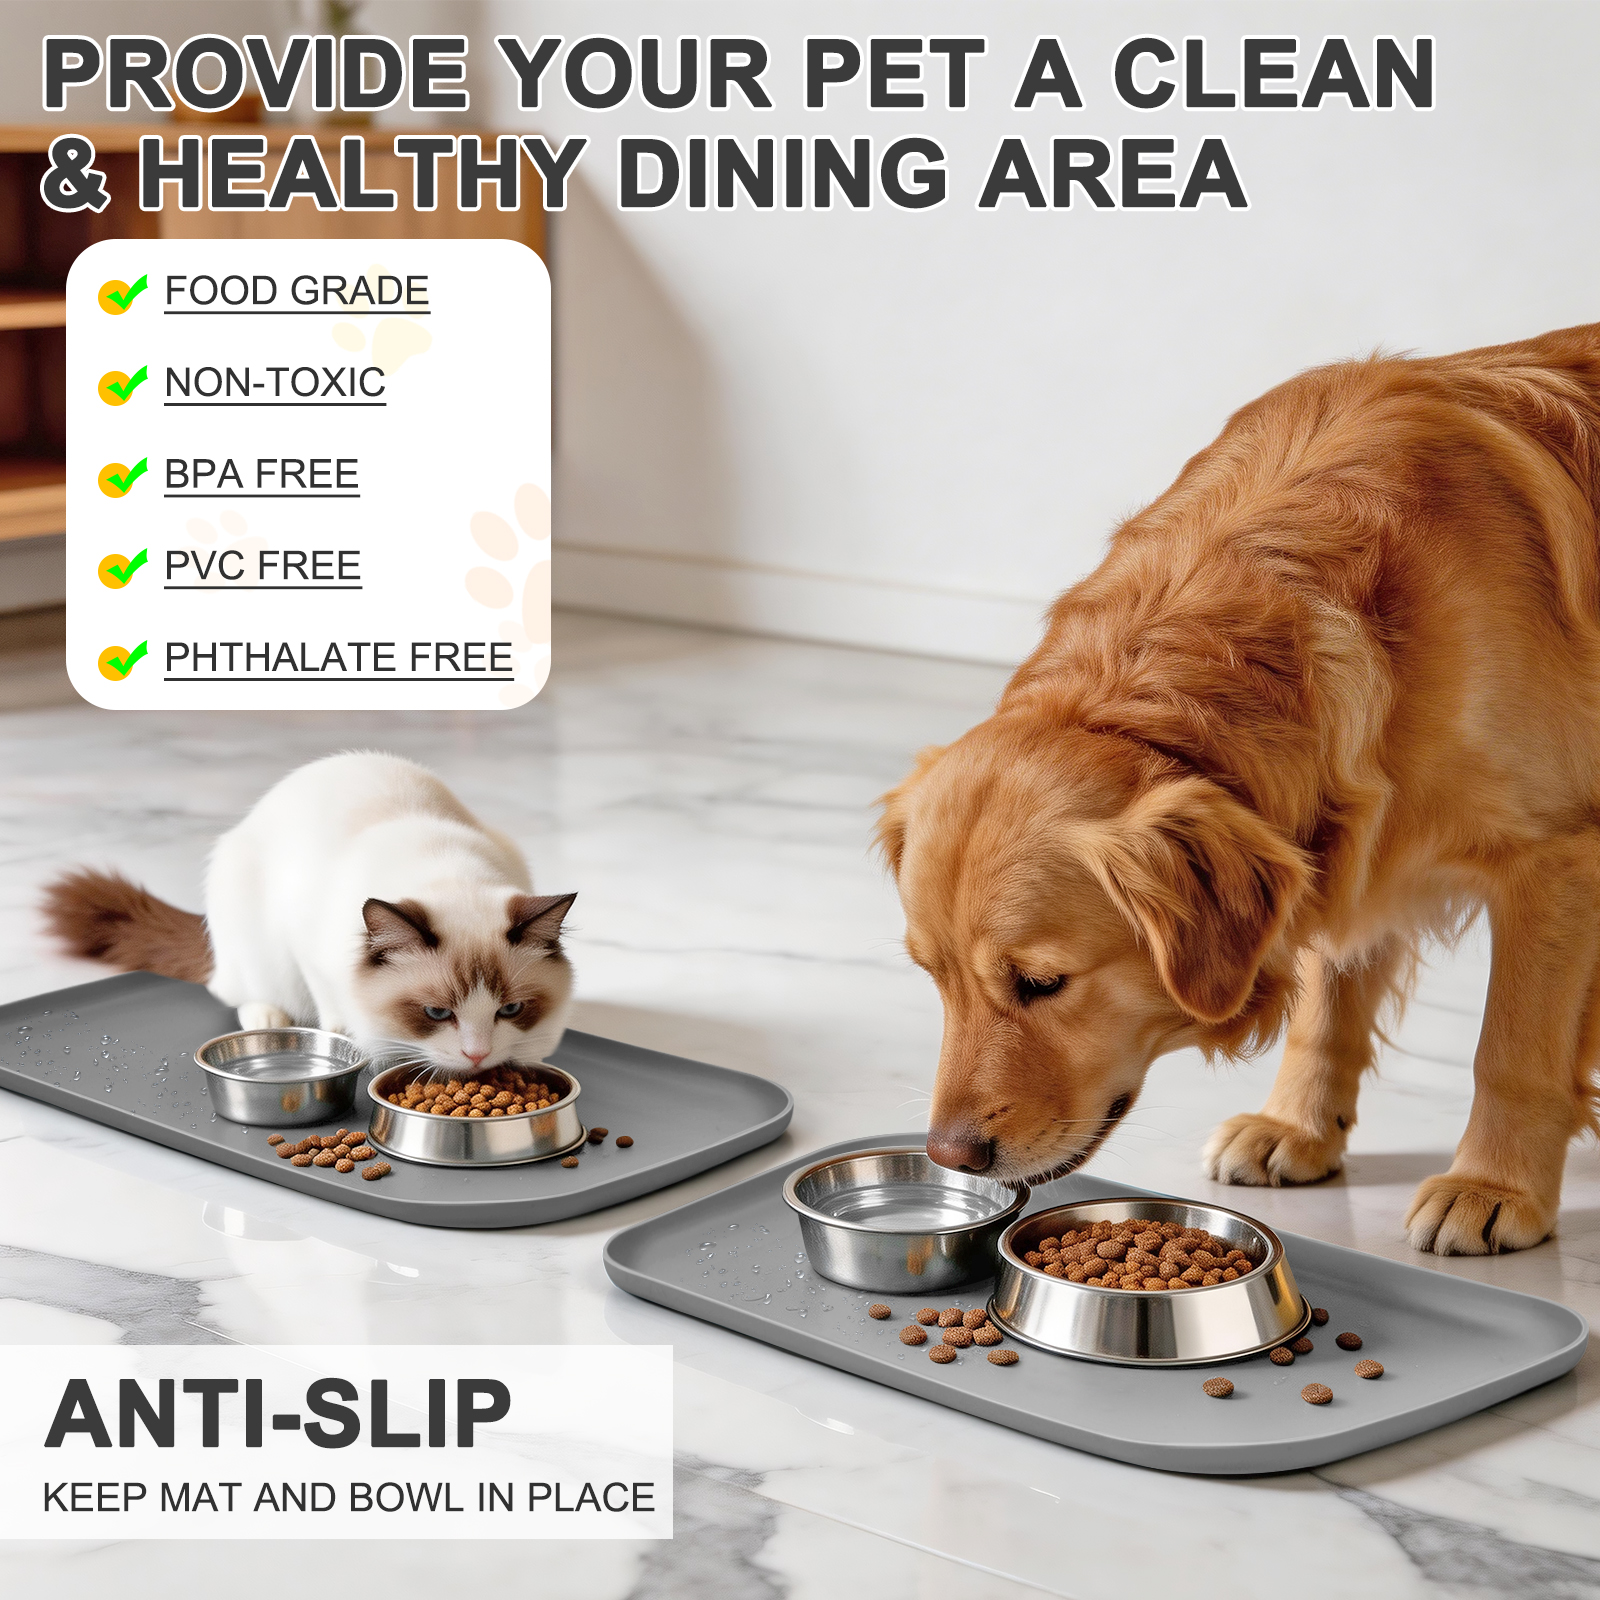 PROVIDE YOUR PET A CLEAN
& HEALTHY DINING AREA
FOOD GRADE
NON-TOXIC
BPA FREE
PVC FREE
PHTHALATE FREE
ANTI-SLIP
KEEP MAT AND BOWL IN PLACE